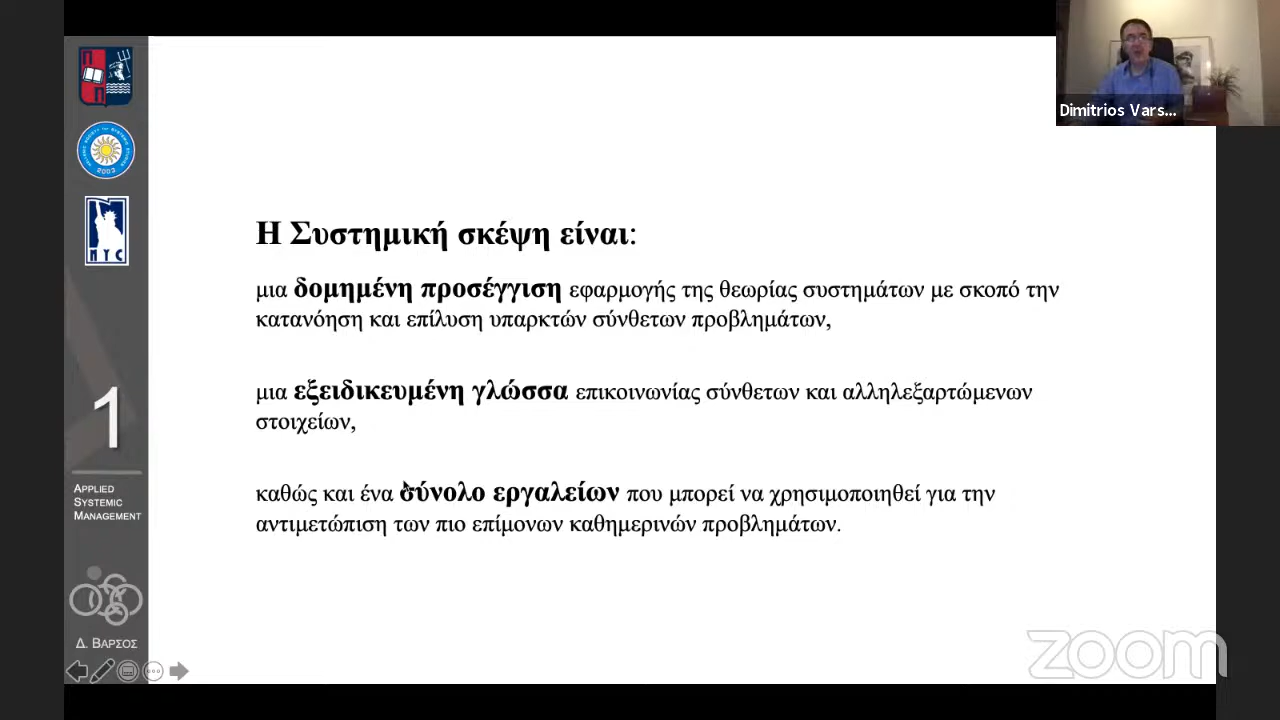 Dimitrios Vars...
Η Συστημική σκέψη είναι:
μια δομημένη προσέγγιση εφαρμογής της θεωρίας συστημάτων με σκοπό την
κατανόηση και επίλυση υπαρκτών σύνθετων προβλημάτων,
μια εξειδικευμένη γλώσσα επικοινωνίας σύνθετων και αλληλεξαρτώμενων
στοιχείων,
καθώς και ένα σύνολο εργαλείων που μπορεί να χρησιμοποιηθεί για την
αντιμετώπιση των πιο επίμονων καθημερινών προβλημάτων.
2003
NYC
1
APPLIED
SYSTEMIC
MANAGEMENT
Δ. ΒΑΡΣΟΣ
zoom